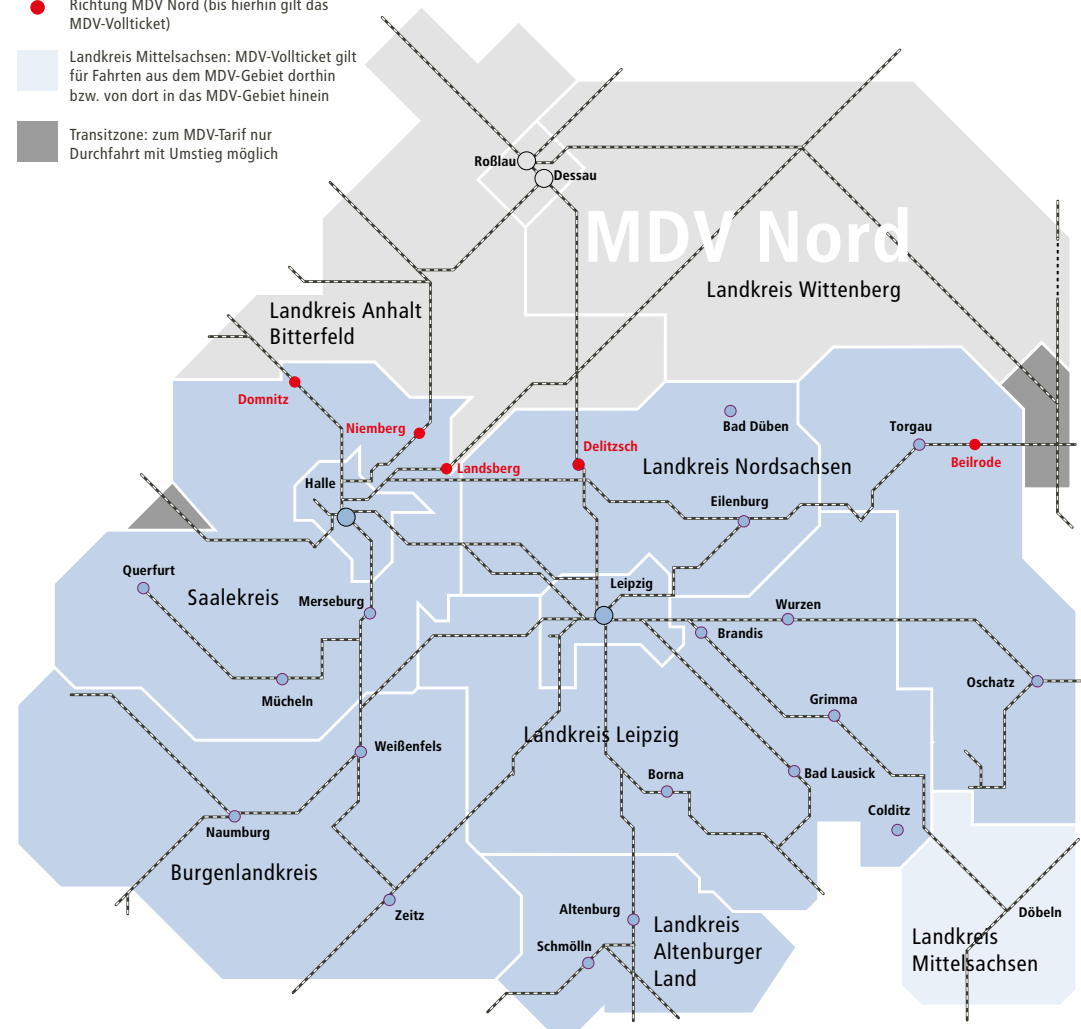 Richtung MDV Nord (bis hierhin gilt das
MDV-Vollticket)
Landkreis Mittelsachsen: MDV-Vollticket gilt
für Fahrten aus dem MDV-Gebiet dorthin
bzw. von dort in das MDV-Gebiet hinein
Transitzone: zum MDV-Tarif nur
Durchfahrt mit Umstieg möglich
Roßlau
Dessau
MDV Nord
Landkreis Wittenberg
Landkreis Anhalt
Bitterfeld
Domnitz
Niemberg
Landsberg
Delitzsch
Bad Düben
Torgau
Beilrode
Landkreis Nordsachsen
Halle
Eilenburg
Querfurt
Saalekreis
Merseburg
Leipzig
Wurzen
Brandis
Mücheln
Oschatz
Grimma
Landkreis Leipzig
Weißenfels
Borna
Bad Lausick
Colditz
Naumburg
Burgenlandkreis
Zeitz
Altenburg
Schmölln
Landkreis
Altenburger
Land
Döbeln
Landkreis
Mittelsachsen